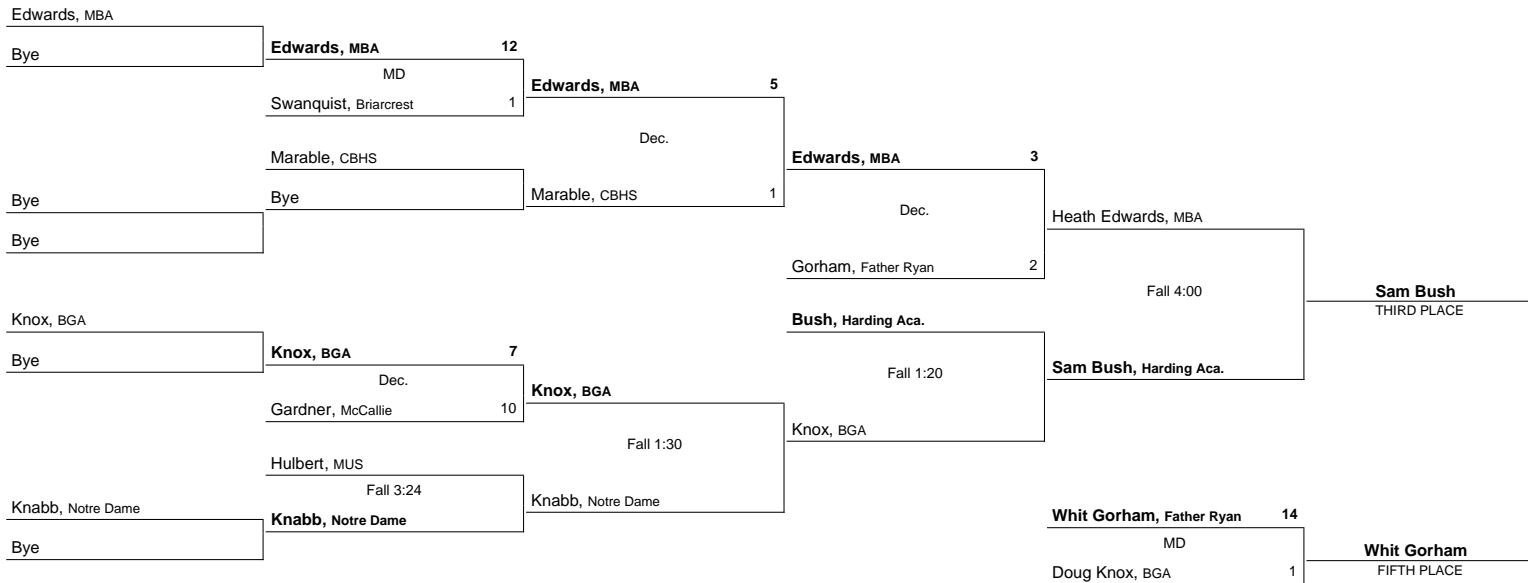 Edwards, MBA
Bye
Bye
Bye
Knox, BGA
Bye
Knabb, Notre Dame
Bye
Edwards, MBA 12
MD
Swanquist, Briarcrest 1
Marable, CBHS
Bye
Knox, BGA 7
Dec.
Gardner, McCallie 10
Hulbert, MUS
Fall 3:24
Knabb, Notre Dame
Edwards, MBA 5
Dec.
Marable, CBHS 1
Knox, BGA
Fall 1:30
Knabb, Notre Dame
Edwards, MBA 3
Dec.
Gorham, Father Ryan 2
Bush, Harding Aca.
Fall 1:20
Knox, BGA
Heath Edwards, MBA
Fall 4:00
Sam Bush, Harding Aca.
Sam Bush
THIRD PLACE
Whit Gorham, Father Ryan 14
MD
Doug Knox, BGA 1
Whit Gorham
FIFTH PLACE